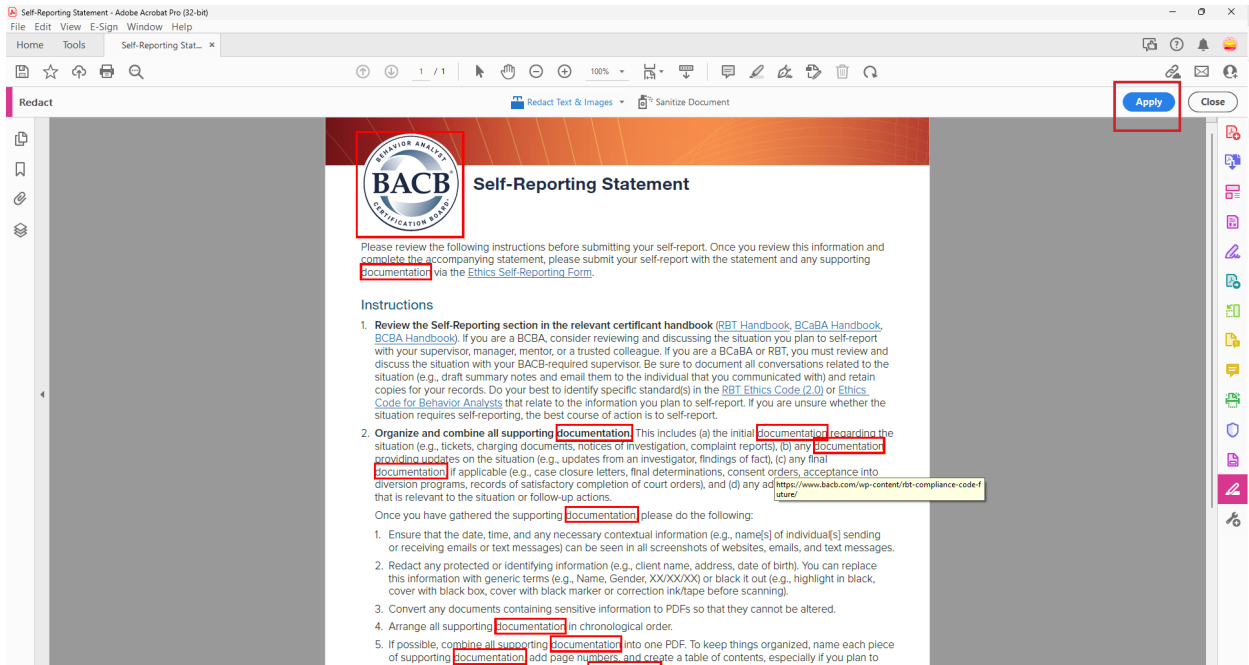 Self-Reporting Statement - Adobe Acrobat Pro (32-bit)
File Edit View E-Sign Window Help
Home Tools Self-Reporting Stat... ×
1 / 1 100%
Redact Redact Text & Images Sanitize Document Apply Close
BEHAVIOR ANALYST
BACB
CERTIFICATION BOARD
Self-Reporting Statement
Please review the following instructions before submitting your self-report. Once you review this information and
complete the accompanying statement, please submit your self-report with the statement and any supporting
documentation via the Ethics Self-Reporting Form.
Instructions
1. Review the Self-Reporting section in the relevant certificant handbook (RBT Handbook, BCaBA Handbook,
BCBA Handbook). If you are a BCBA, consider reviewing and discussing the situation you plan to self-report
with your supervisor, manager, mentor, or a trusted colleague. If you are a BCaBA or RBT, you must review and
discuss the situation with your BACB-required supervisor. Be sure to document all conversations related to the
situation (e.g., draft summary notes and email them to the individual that you communicated with) and retain
copies for your records. Do your best to identify specific standard(s) in the RBT Ethics Code (2.0) or Ethics
Code for Behavior Analysts that relate to the information you plan to self-report. If you are unsure whether the
situation requires self-reporting, the best course of action is to self-report.
2. Organize and combine all supporting documentation. This includes (a) the initial documentation regarding the
situation (e.g., tickets, charging documents, notices of investigation, complaint reports), (b) any documentation
providing updates on the situation (e.g., updates from an investigator, findings of fact), (c) any final
documentation, if applicable (e.g., case closure letters, final determinations, consent orders, acceptance into
diversion programs, records of satisfactory completion of court orders), and (d) any ad
https://www.bacb.com/wp-content/rbt-compliance-code-f
uture/
that is relevant to the situation or follow-up actions.
Once you have gathered the supporting documentation, please do the following:
1. Ensure that the date, time, and any necessary contextual information (e.g., name[s] of individual[s] sending
or receiving emails or text messages) can be seen in all screenshots of websites, emails, and text messages.
2. Redact any protected or identifying information (e.g., client name, address, date of birth). You can replace
this information with generic terms (e.g., Name, Gender, XX/XX/XX) or black it out (e.g., highlight in black,
cover with black box, cover with black marker or correction ink/tape before scanning).
3. Convert any documents containing sensitive information to PDFs so that they cannot be altered.
4. Arrange all supporting documentation in chronological order.
5. If possible, combine all supporting documentation into one PDF. To keep things organized, name each piece
of supporting documentation, add page numbers, and create a table of contents, especially if you plan to